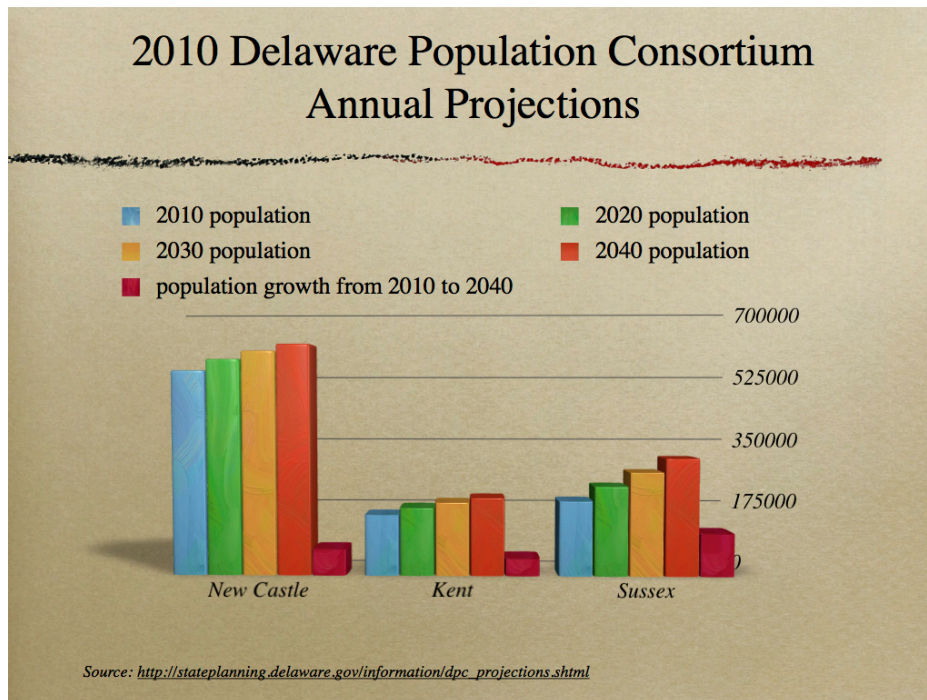 2010 Delaware Population Consortium
Annual Projections
2010 population
2020 population
2030 population
2040 population
population growth from 2010 to 2040
700000
525000
350000
175000
0
New Castle
Kent
Sussex
Source: http://stateplanning.delaware.gov/information/dpc_projections.shtml